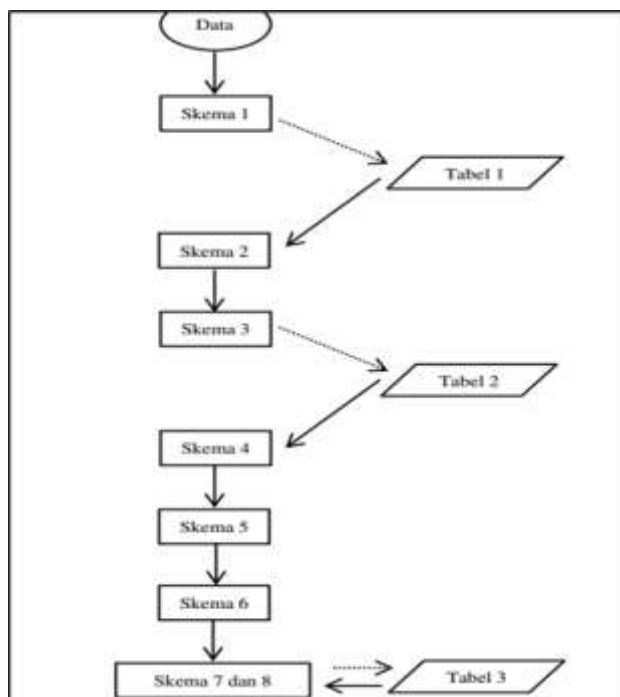 Data
Skema 1
Tabel 1
Skema 2
Skema 3
Tabel 2
Skema 4
Skema 5
Skema 6
Skema 7 dan 8
Tabel 3